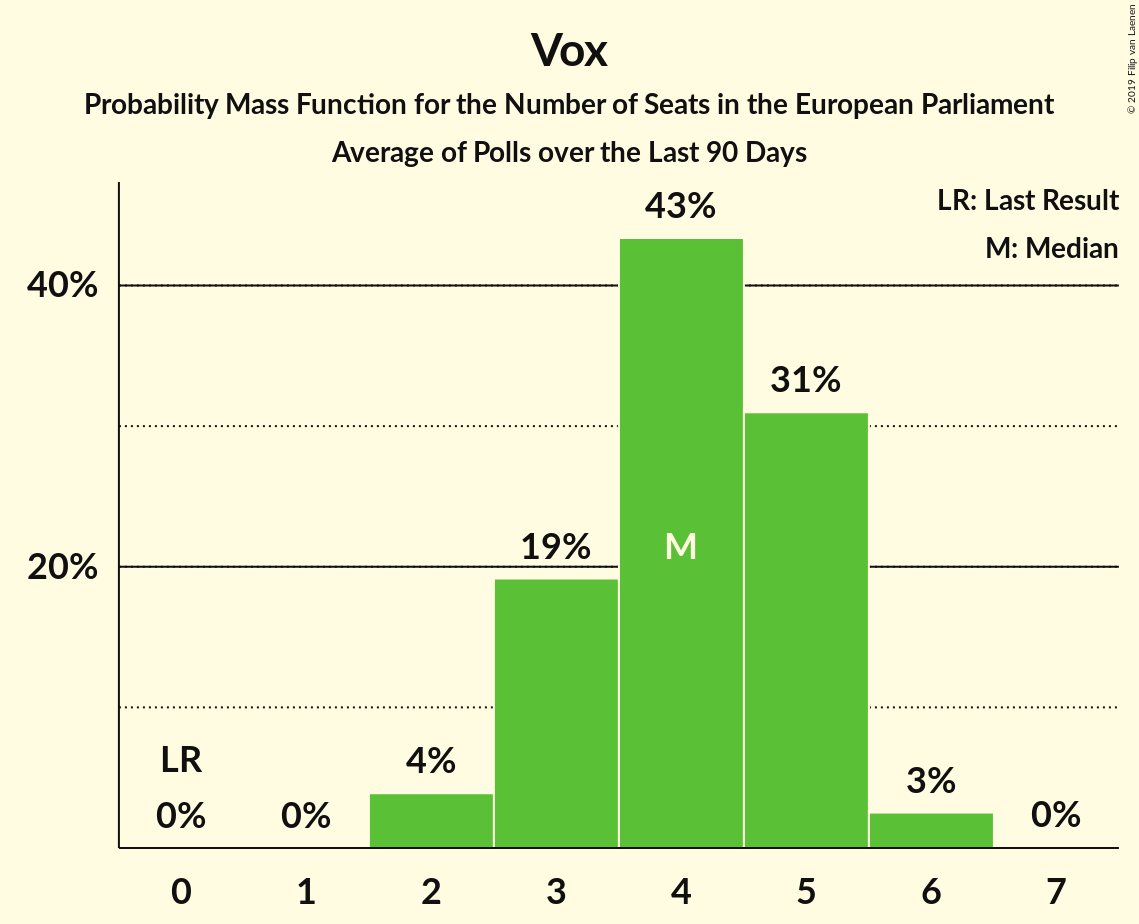 Vox
Probability Mass Function for the Number of Seats in the European Parliament
Average of Polls over the Last 90 Days
© 2019 Filip van Laenen
LR: Last Result
M: Median
43%
40%
31%
19%
M
20%
LR
4%
3%
0%
0%
0%
0 1 2 3 4 5 6 7